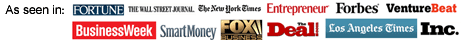 As seen in: FORTUNE THE WALL STREET JOURNAL The New York Times Entrepreneur Forbes VentureBeat
BusinessWeek SmartMoney FOX BUSINESS The Deal Los Angeles Times Inc.